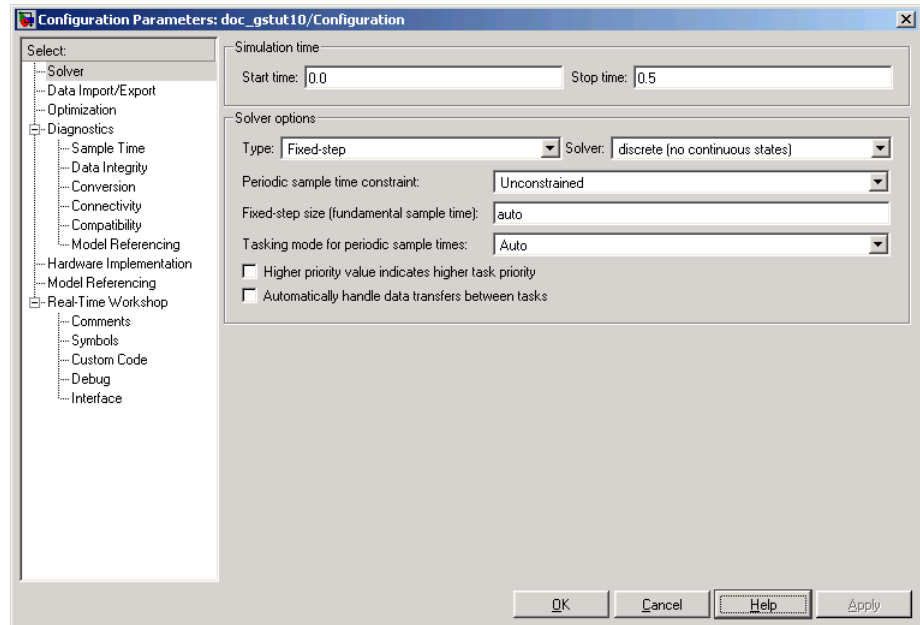 Configuration Parameters: doc_gstut10/Configuration
Select:
Solver
Data Import/Export
Optimization
Diagnostics
Sample Time
Data Integrity
Conversion
Connectivity
Compatibility
Model Referencing
Hardware Implementation
Model Referencing
Real-Time Workshop
Comments
Symbols
Custom Code
Debug
Interface
Simulation time
Start time: 0.0 Stop time: 0.5
Solver options
Type: Fixed-step Solver: discrete (no continuous states)
Periodic sample time constraint: Unconstrained
Fixed-step size (fundamental sample time): auto
Tasking mode for periodic sample times: Auto
Higher priority value indicates higher task priority
Automatically handle data transfers between tasks
OK Cancel Help Apply